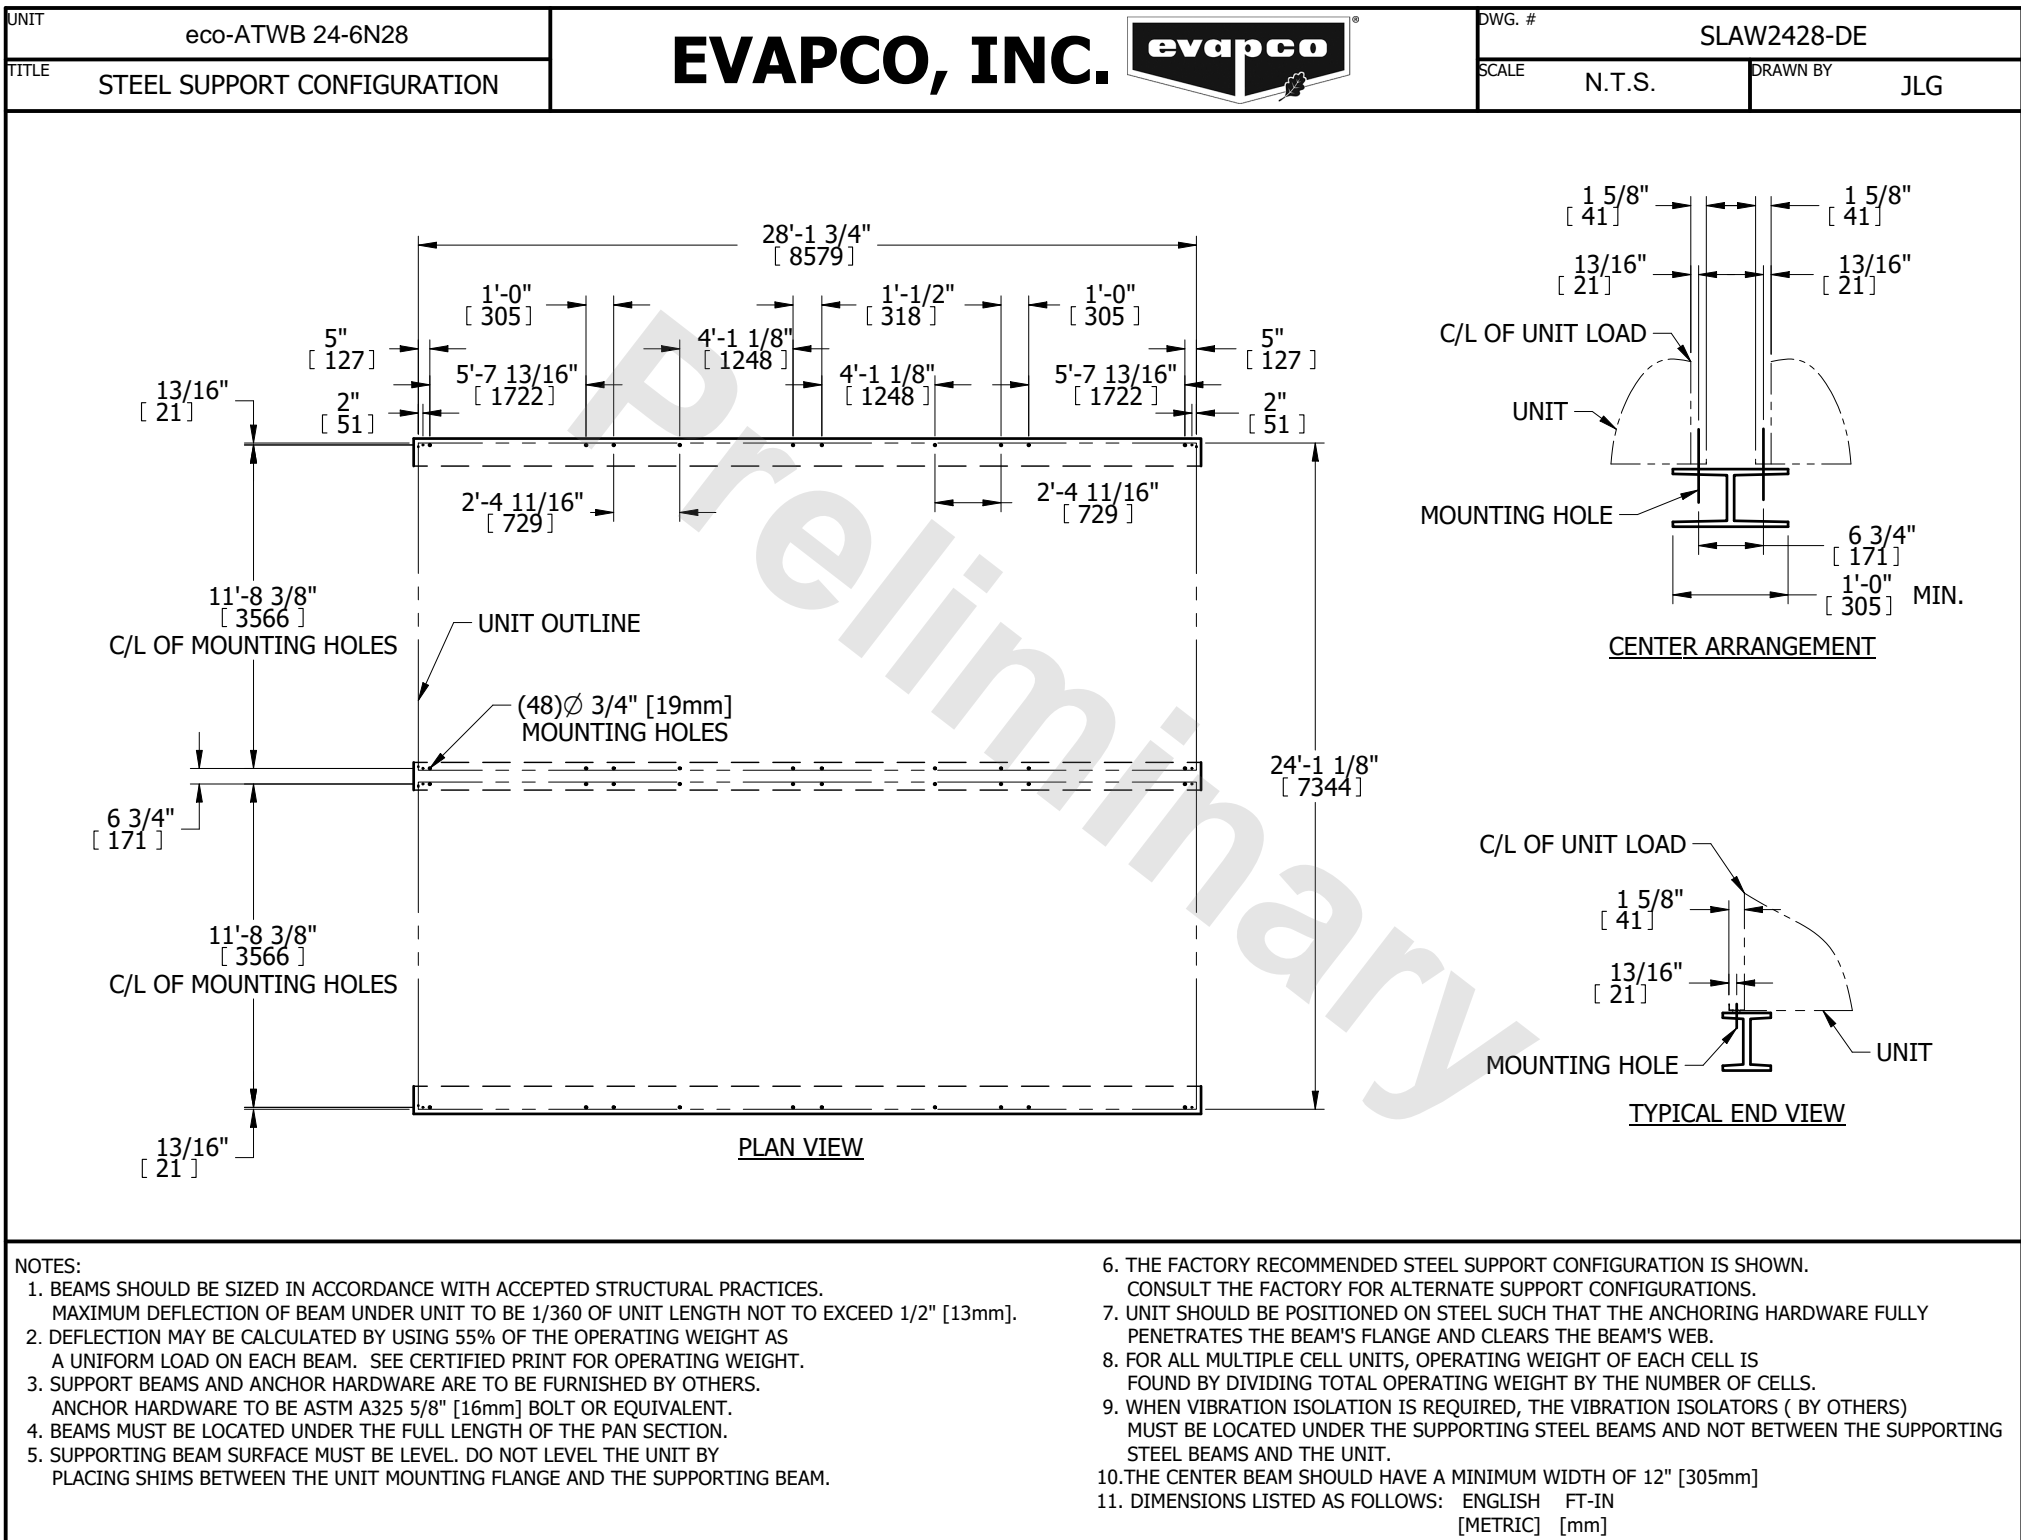 UNIT
eco-ATWB 24-6N28
TITLE
STEEL SUPPORT CONFIGURATION
EVAPCO, INC.
evapco
®
DWG. #
SLAW2428-DE
SCALE
N.T.S.
DRAWN BY
JLG
28'-1 3/4"
[ 8579 ]
1'-0"
[ 305 ]
1'-1/2"
[ 318 ]
1'-0"
[ 305 ]
5"
[ 127 ]
4'-1 1/8"
[ 1248 ]
5"
[ 127 ]
5'-7 13/16"
[ 1722 ]
4'-1 1/8"
[ 1248 ]
5'-7 13/16"
[ 1722 ]
13/16"
[ 21 ]
2"
[ 51 ]
2"
[ 51 ]
2'-4 11/16"
[ 729 ]
2'-4 11/16"
[ 729 ]
11'-8 3/8"
[ 3566 ]
C/L OF MOUNTING HOLES
UNIT OUTLINE
(48)Ø 3/4" [19mm]
MOUNTING HOLES
6 3/4"
[ 171 ]
24'-1 1/8"
[ 7344 ]
11'-8 3/8"
[ 3566 ]
C/L OF MOUNTING HOLES
13/16"
[ 21 ]
PLAN VIEW
Preliminary
1 5/8"
[ 41 ]
1 5/8"
[ 41 ]
13/16"
[ 21 ]
13/16"
[ 21 ]
C/L OF UNIT LOAD
UNIT
MOUNTING HOLE
6 3/4"
[ 171 ]
1'-0"
[ 305 ] MIN.
CENTER ARRANGEMENT
C/L OF UNIT LOAD
1 5/8"
[ 41 ]
13/16"
[ 21 ]
MOUNTING HOLE
UNIT
TYPICAL END VIEW
NOTES:
1. BEAMS SHOULD BE SIZED IN ACCORDANCE WITH ACCEPTED STRUCTURAL PRACTICES.
MAXIMUM DEFLECTION OF BEAM UNDER UNIT TO BE 1/360 OF UNIT LENGTH NOT TO EXCEED 1/2" [13mm].
2. DEFLECTION MAY BE CALCULATED BY USING 55% OF THE OPERATING WEIGHT AS
A UNIFORM LOAD ON EACH BEAM. SEE CERTIFIED PRINT FOR OPERATING WEIGHT.
3. SUPPORT BEAMS AND ANCHOR HARDWARE ARE TO BE FURNISHED BY OTHERS.
ANCHOR HARDWARE TO BE ASTM A325 5/8" [16mm] BOLT OR EQUIVALENT.
4. BEAMS MUST BE LOCATED UNDER THE FULL LENGTH OF THE PAN SECTION.
5. SUPPORTING BEAM SURFACE MUST BE LEVEL. DO NOT LEVEL THE UNIT BY
PLACING SHIMS BETWEEN THE UNIT MOUNTING FLANGE AND THE SUPPORTING BEAM.
6. THE FACTORY RECOMMENDED STEEL SUPPORT CONFIGURATION IS SHOWN.
CONSULT THE FACTORY FOR ALTERNATE SUPPORT CONFIGURATIONS.
7. UNIT SHOULD BE POSITIONED ON STEEL SUCH THAT THE ANCHORING HARDWARE FULLY
PENETRATES THE BEAM'S FLANGE AND CLEARS THE BEAM'S WEB.
8. FOR ALL MULTIPLE CELL UNITS, OPERATING WEIGHT OF EACH CELL IS
FOUND BY DIVIDING TOTAL OPERATING WEIGHT BY THE NUMBER OF CELLS.
9. WHEN VIBRATION ISOLATION IS REQUIRED, THE VIBRATION ISOLATORS ( BY OTHERS)
MUST BE LOCATED UNDER THE SUPPORTING STEEL BEAMS AND NOT BETWEEN THE SUPPORTING
STEEL BEAMS AND THE UNIT.
10.THE CENTER BEAM SHOULD HAVE A MINIMUM WIDTH OF 12" [305mm]
11. DIMENSIONS LISTED AS FOLLOWS: ENGLISH FT-IN
[METRIC] [mm]